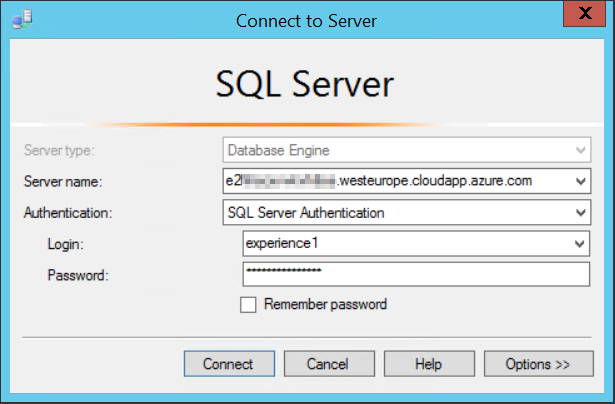 Connect to Server
X
SQL Server
Server type: Database Engine
Server name: e2 .westeurope.cloudapp.azure.com
Authentication: SQL Server Authentication
Login: experience1
Password: ***************
Remember password
Connect Cancel Help Options >>